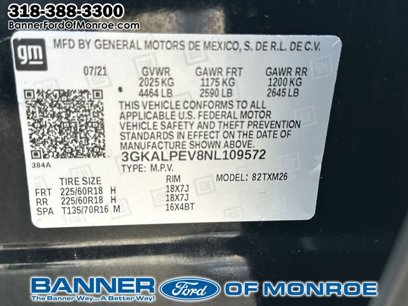 318-388-3300
BannerFordOfMonroe.com
gm
MFD BY GENERAL MOTORS DE MEXICO, S. DE R.L. DE C.V.
07/21 GVWR GAWR FRT GAWR RR
2025 KG 1175 KG 1200 KG
4464 LB 2590 LB 2645 LB
THIS VEHICLE CONFORMS TO ALL
APPLICABLE U.S. FEDERAL MOTOR
VEHICLE SAFETY AND THEFT PREVENTION
STANDARDS IN EFFECT ON THE DATE OF
MANUFACTURE SHOWN ABOVE.
3GKALPEV8NL109572
384A
TYPE: M.P.V.
TIRE SIZE RIM MODEL: 82TXM26
FRT 225/60R18 H 18X7J
RR 225/60R18 H 18X7J
SPA T135/70R16 M 16X4BT
BANNER Ford OF MONROE
The Banner Way...A Better Way!